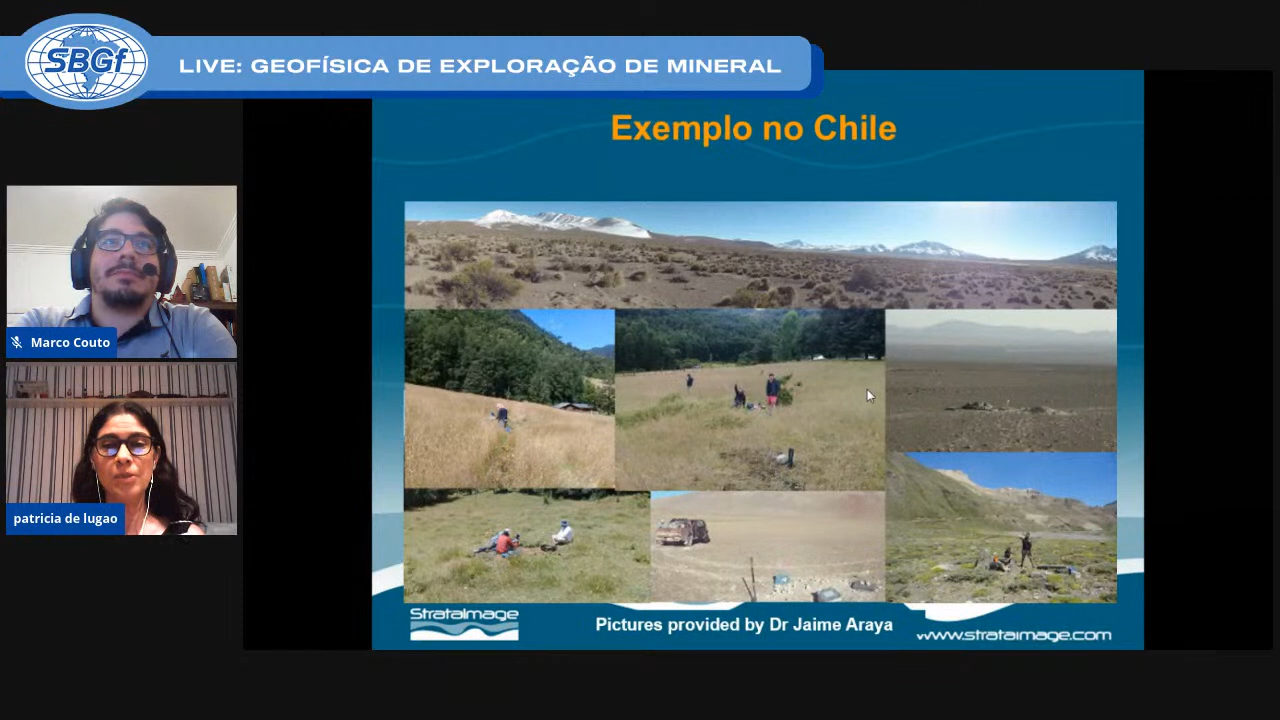 SBGf
LIVE: GEOFÍSICA DE EXPLORAÇÃO DE MINERAL
Exemplo no Chile
Marco Couto
patricia de lugao
StrataImage
Pictures provided by Dr Jaime Araya
www.strataimage.com